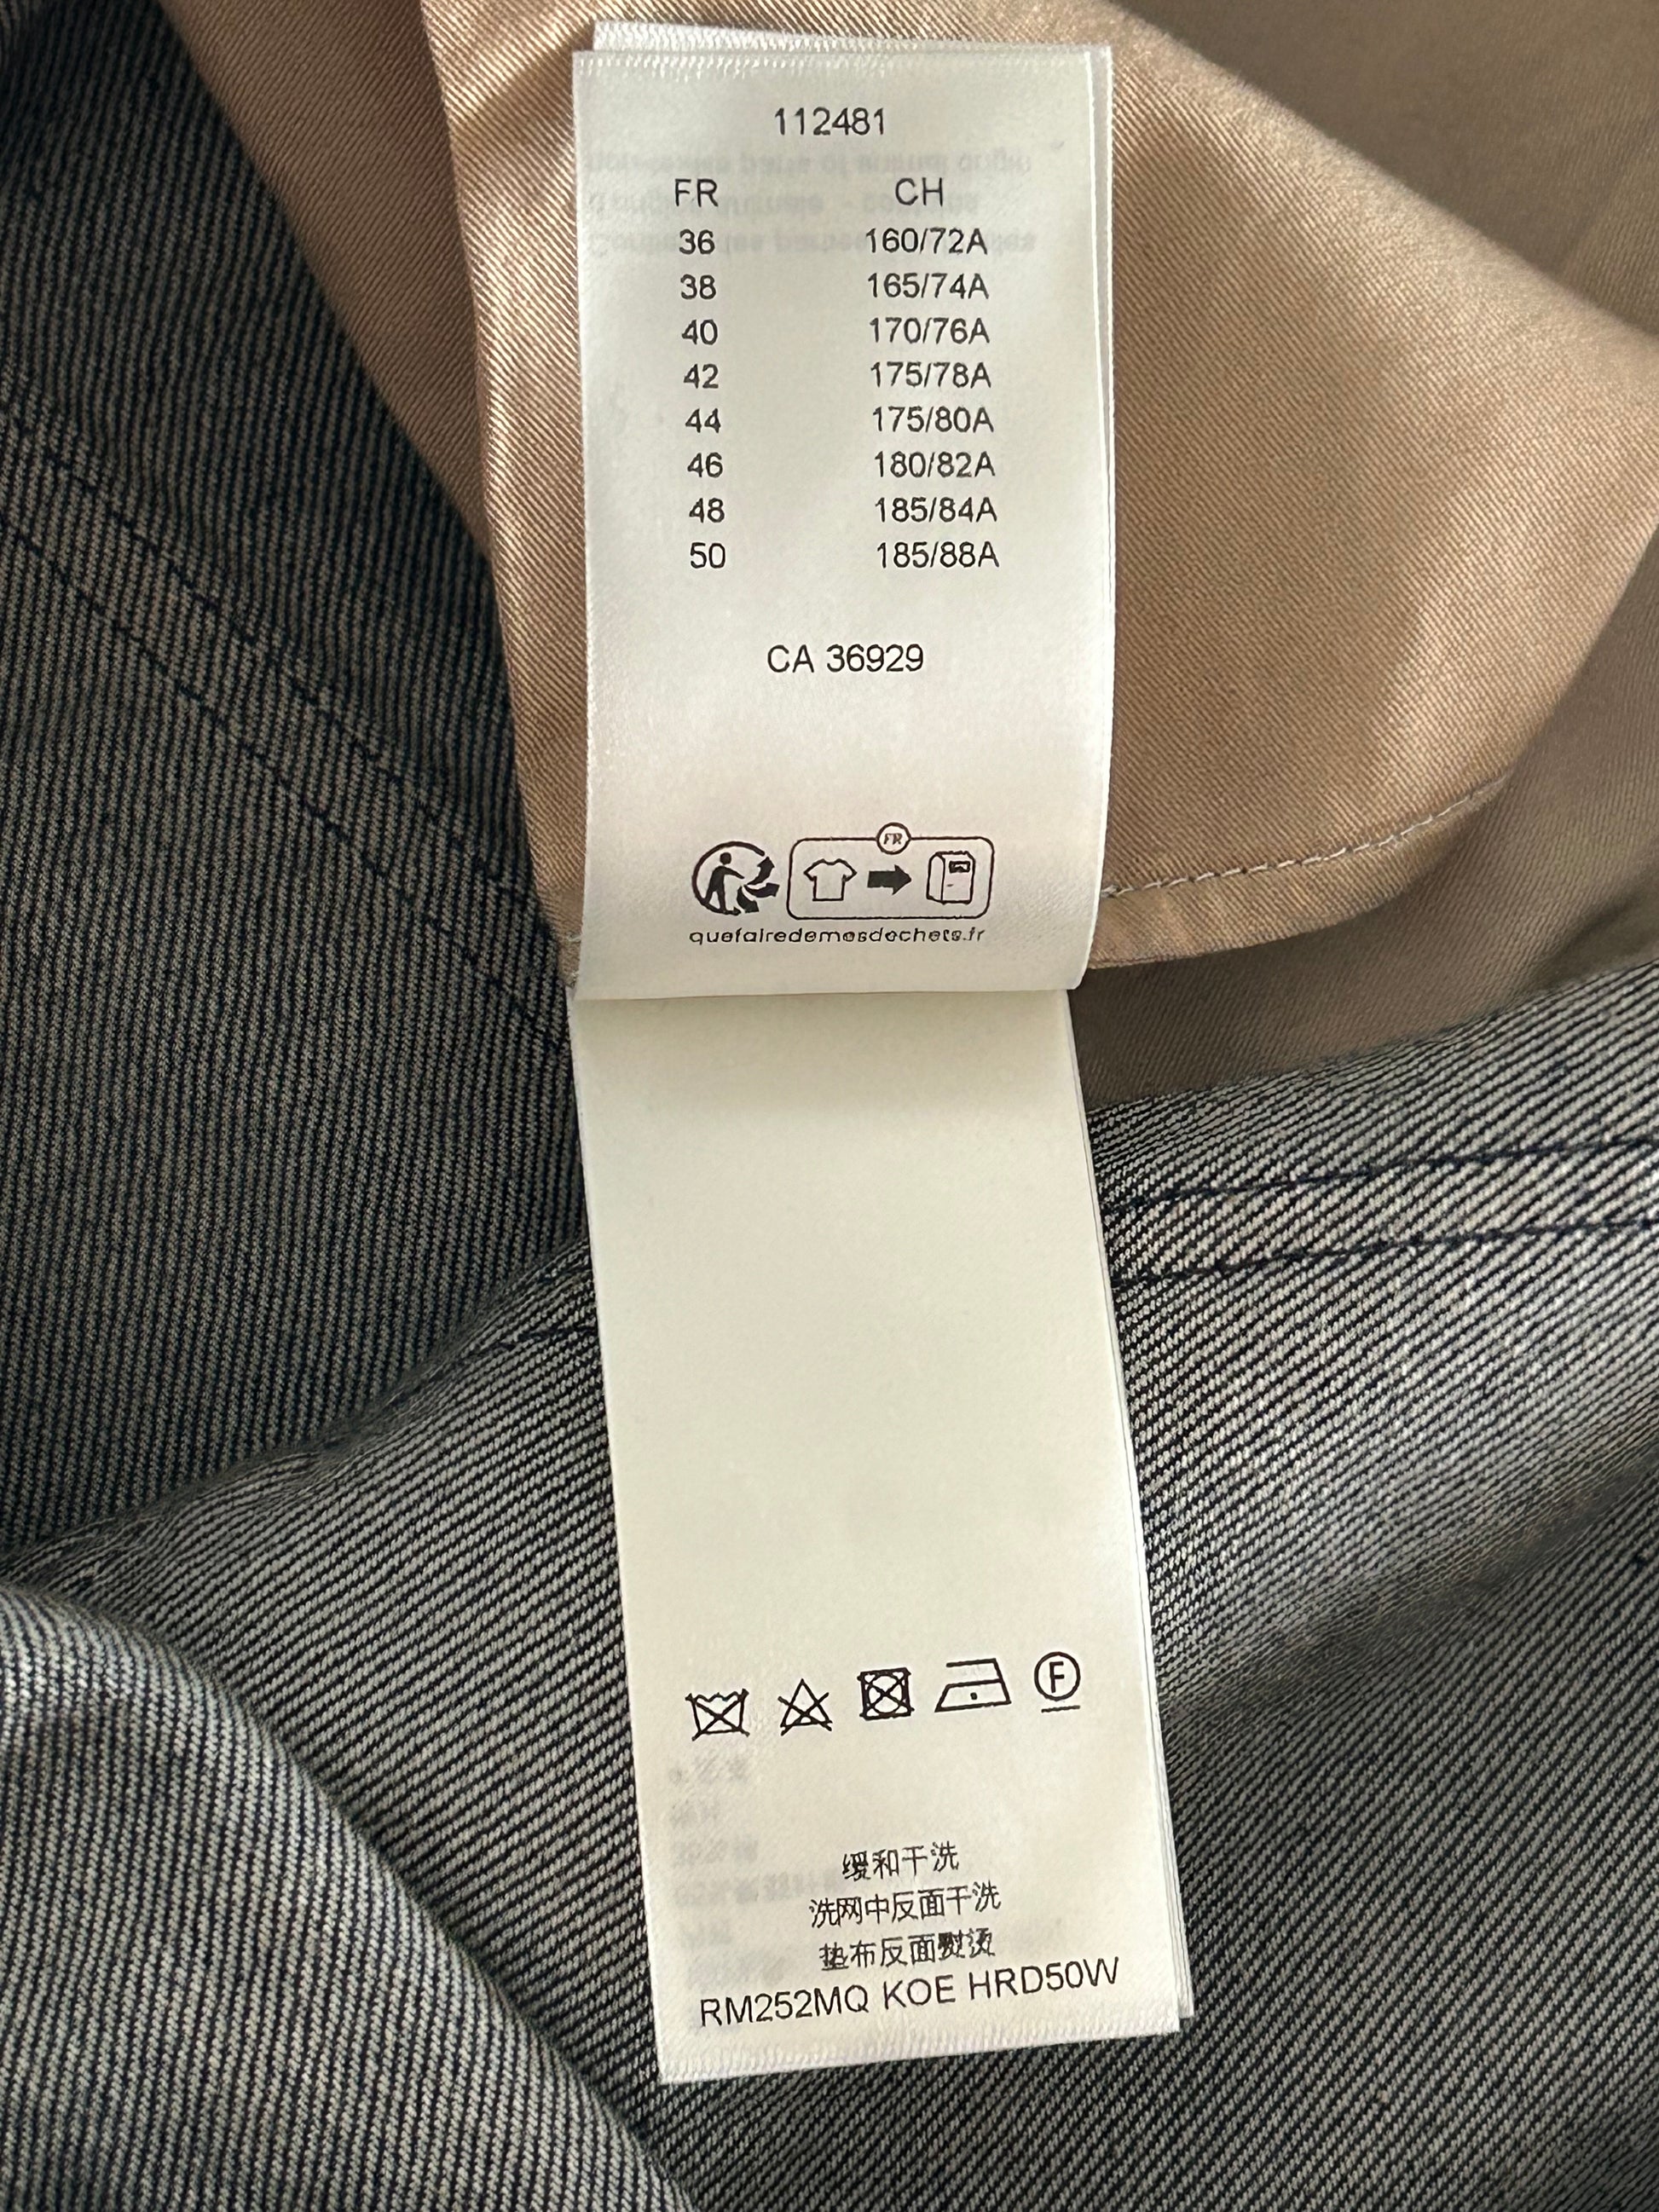 112481
FR CH
36 160/72A
38 165/74A
40 170/76A
42 175/78A
44 175/80A
46 180/82A
48 185/84A
50 185/88A
CA 36929
FR
quefairedemesdechets.fr
F
缓和干洗
洗网中反面干洗
垫布反面熨烫
RM252MQ KOE HRD50W